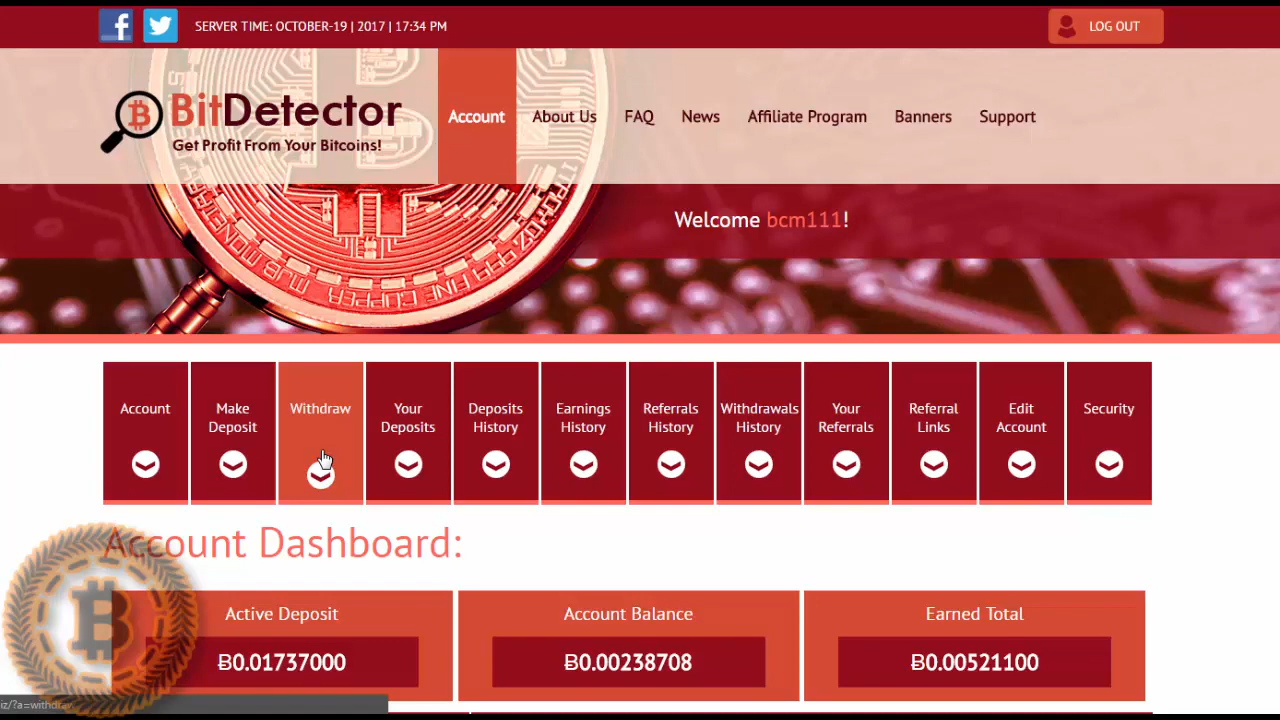 SERVER TIME: OCTOBER-19 | 2017 | 17:34 PM
LOG OUT
BitDetector
Get Profit From Your Bitcoins!
Account
About Us
FAQ
News
Affiliate Program
Banners
Support
Welcome bcm111!
Account
Make
Deposit
Withdraw
Your
Deposits
Deposits
History
Earnings
History
Referrals
History
Withdrawals
History
Your
Referrals
Referral
Links
Edit
Account
Security
Account Dashboard:
Active Deposit
Ƀ0.01737000
Account Balance
Ƀ0.00238708
Earned Total
Ƀ0.00521100
iz/?a=withdraw